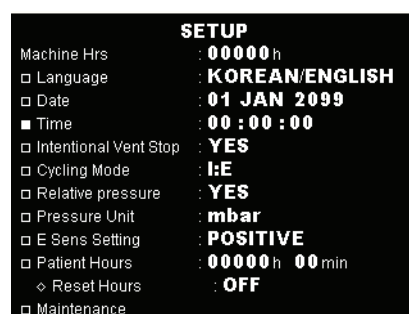 SETUP
Machine Hrs : 00000 h
□ Language : KOREAN/ENGLISH
□ Date : 01 JAN 2099
■ Time : 00 : 00 : 00
□ Intentional Vent Stop : YES
□ Cycling Mode : I:E
□ Relative pressure : YES
□ Pressure Unit : mbar
□ E Sens Setting : POSITIVE
□ Patient Hours : 00000 h 00 min
◇ Reset Hours : OFF
□ Maintenance